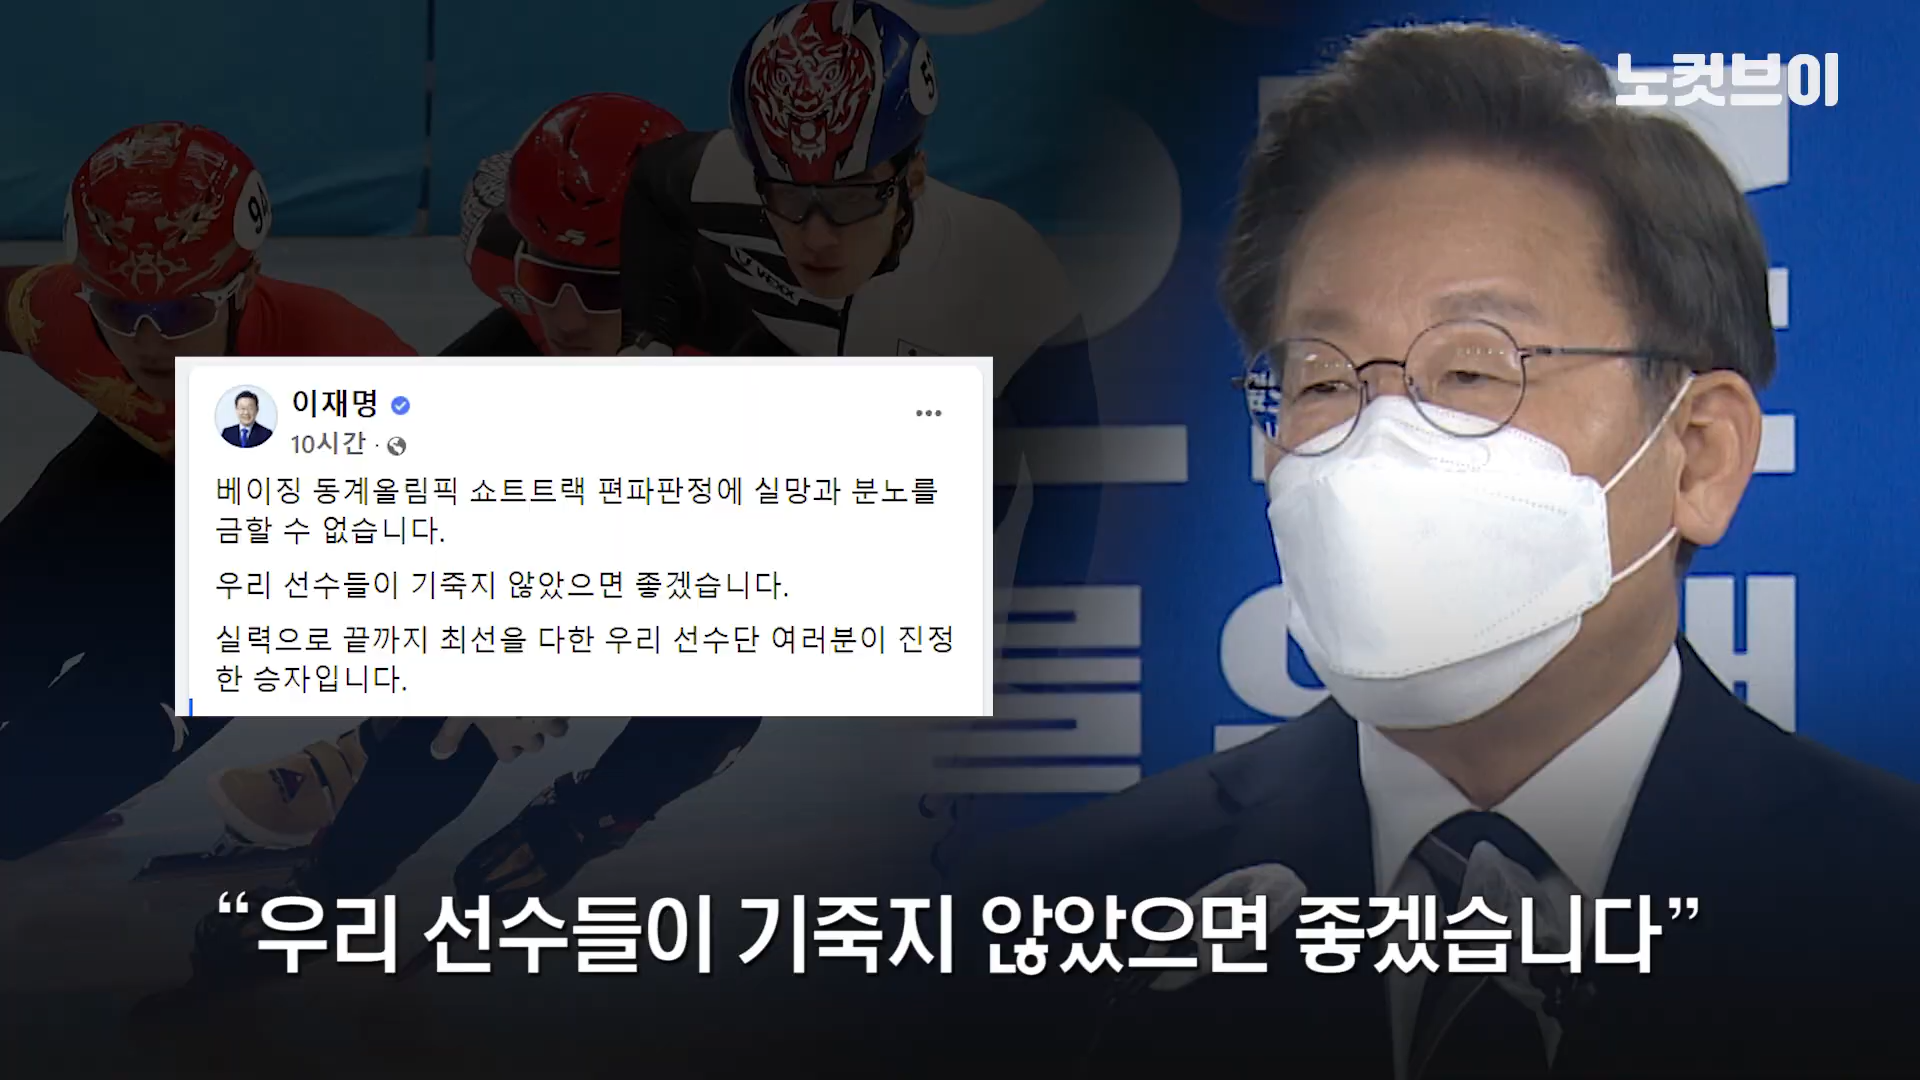 노컷브이
이재명
10시간 ·
베이징 동계올림픽 쇼트트랙 편파판정에 실망과 분노를
금할 수 없습니다.
우리 선수들이 기죽지 않았으면 좋겠습니다.
실력으로 끝까지 최선을 다한 우리 선수단 여러분이 진정
한 승자입니다.
“우리 선수들이 기죽지 않았으면 좋겠습니다”